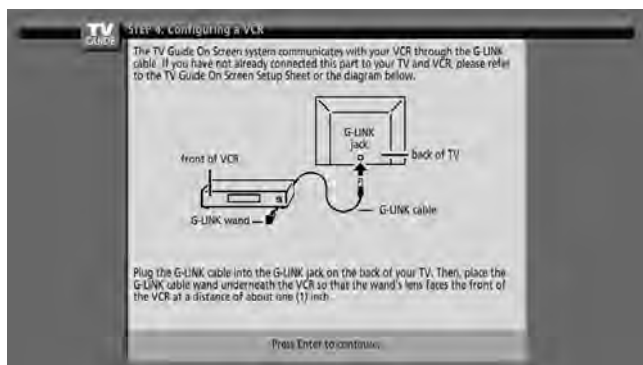 TV
GUIDE
STEP 4. Configuring a VCR
The TV Guide On Screen system communicates with your VCR through the G-LINK
cable. If you have not already connected this part to your TV and VCR, please refer
to the TV Guide On Screen Setup Sheet or the diagram below.
G-LINK
jack
front of VCR
back of TV
G-LINK wand
G-LINK cable
Plug the G-LINK cable into the G-LINK jack on the back of your TV. Then, place the
G-LINK cable wand underneath the VCR so that the wand's lens faces the front of
the VCR at a distance of about one (1) inch.
Press Enter to continue.